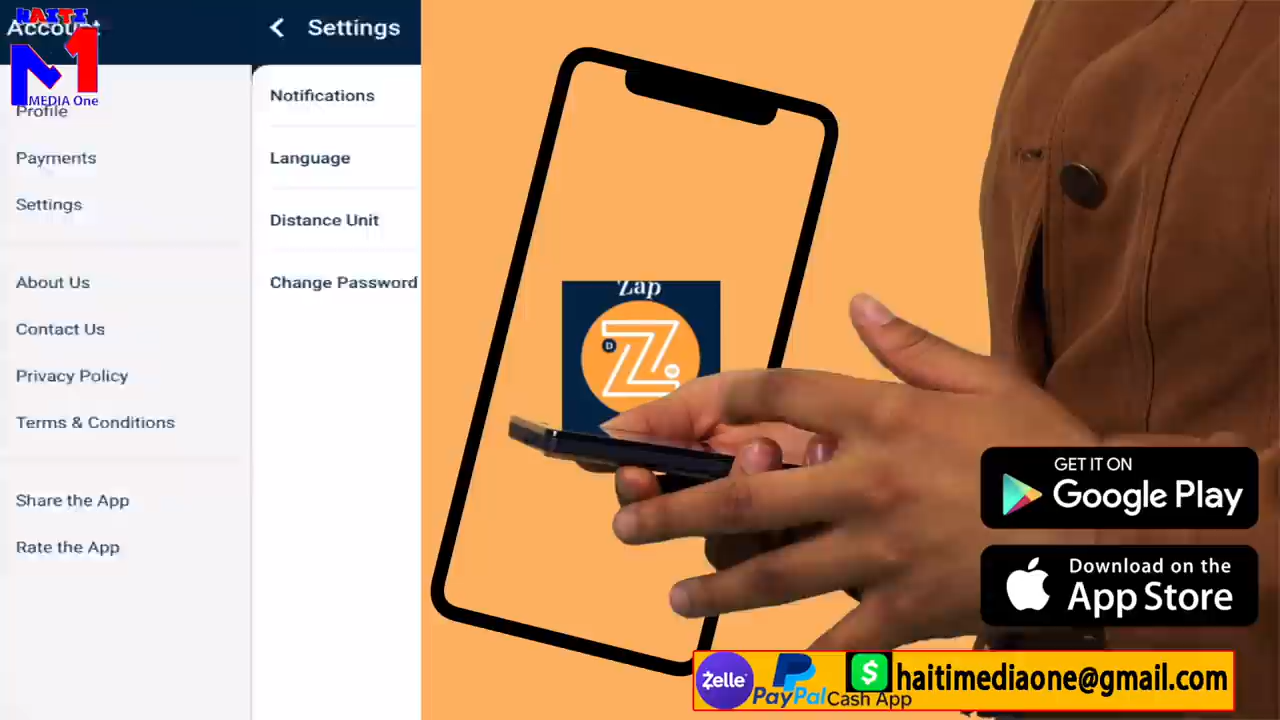 HAITI
Account
MEDIA One
Profile
Payments
Settings
About Us
Contact Us
Privacy Policy
Terms & Conditions
Share the App
Rate the App
Settings
Notifications
Language
Distance Unit
Change Password
Zap
D
Z
GET IT ON
Google Play
Download on the
App Store
Zelle
PayPal
$
Cash App
haitimediaone@gmail.com